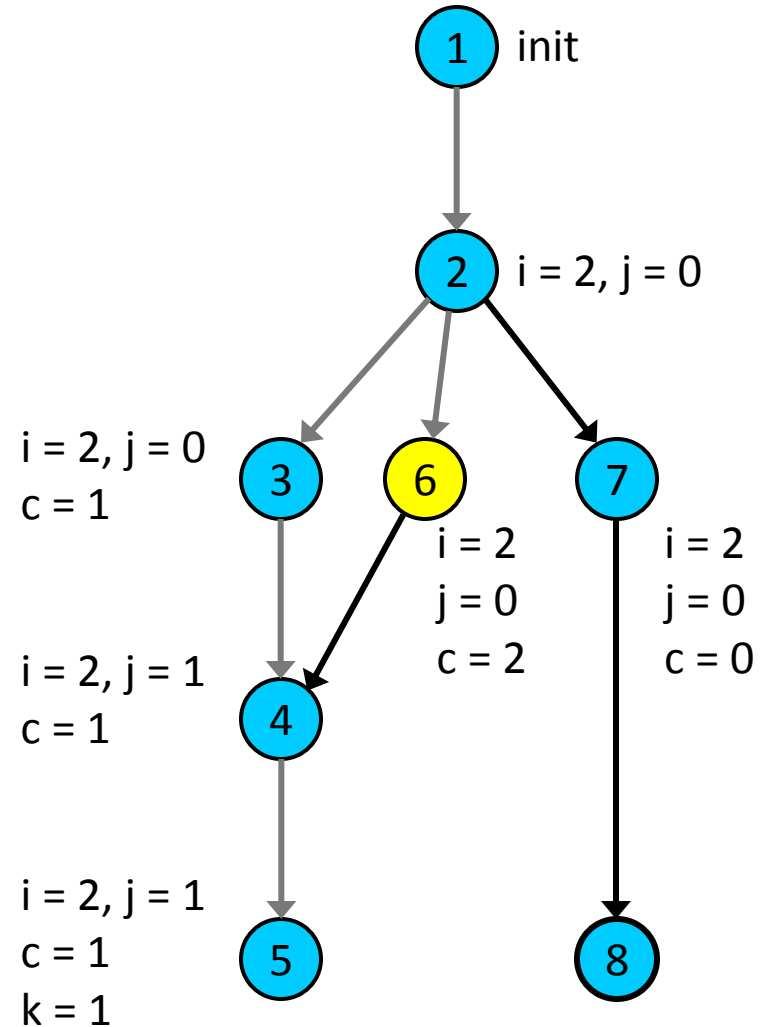 1 init
2 i = 2, j = 0
i = 2, j = 0
c = 1
3
6
7
i = 2
j = 0
c = 2
i = 2
j = 0
c = 0
i = 2, j = 1
c = 1
4
i = 2, j = 1
c = 1
k = 1
5
8